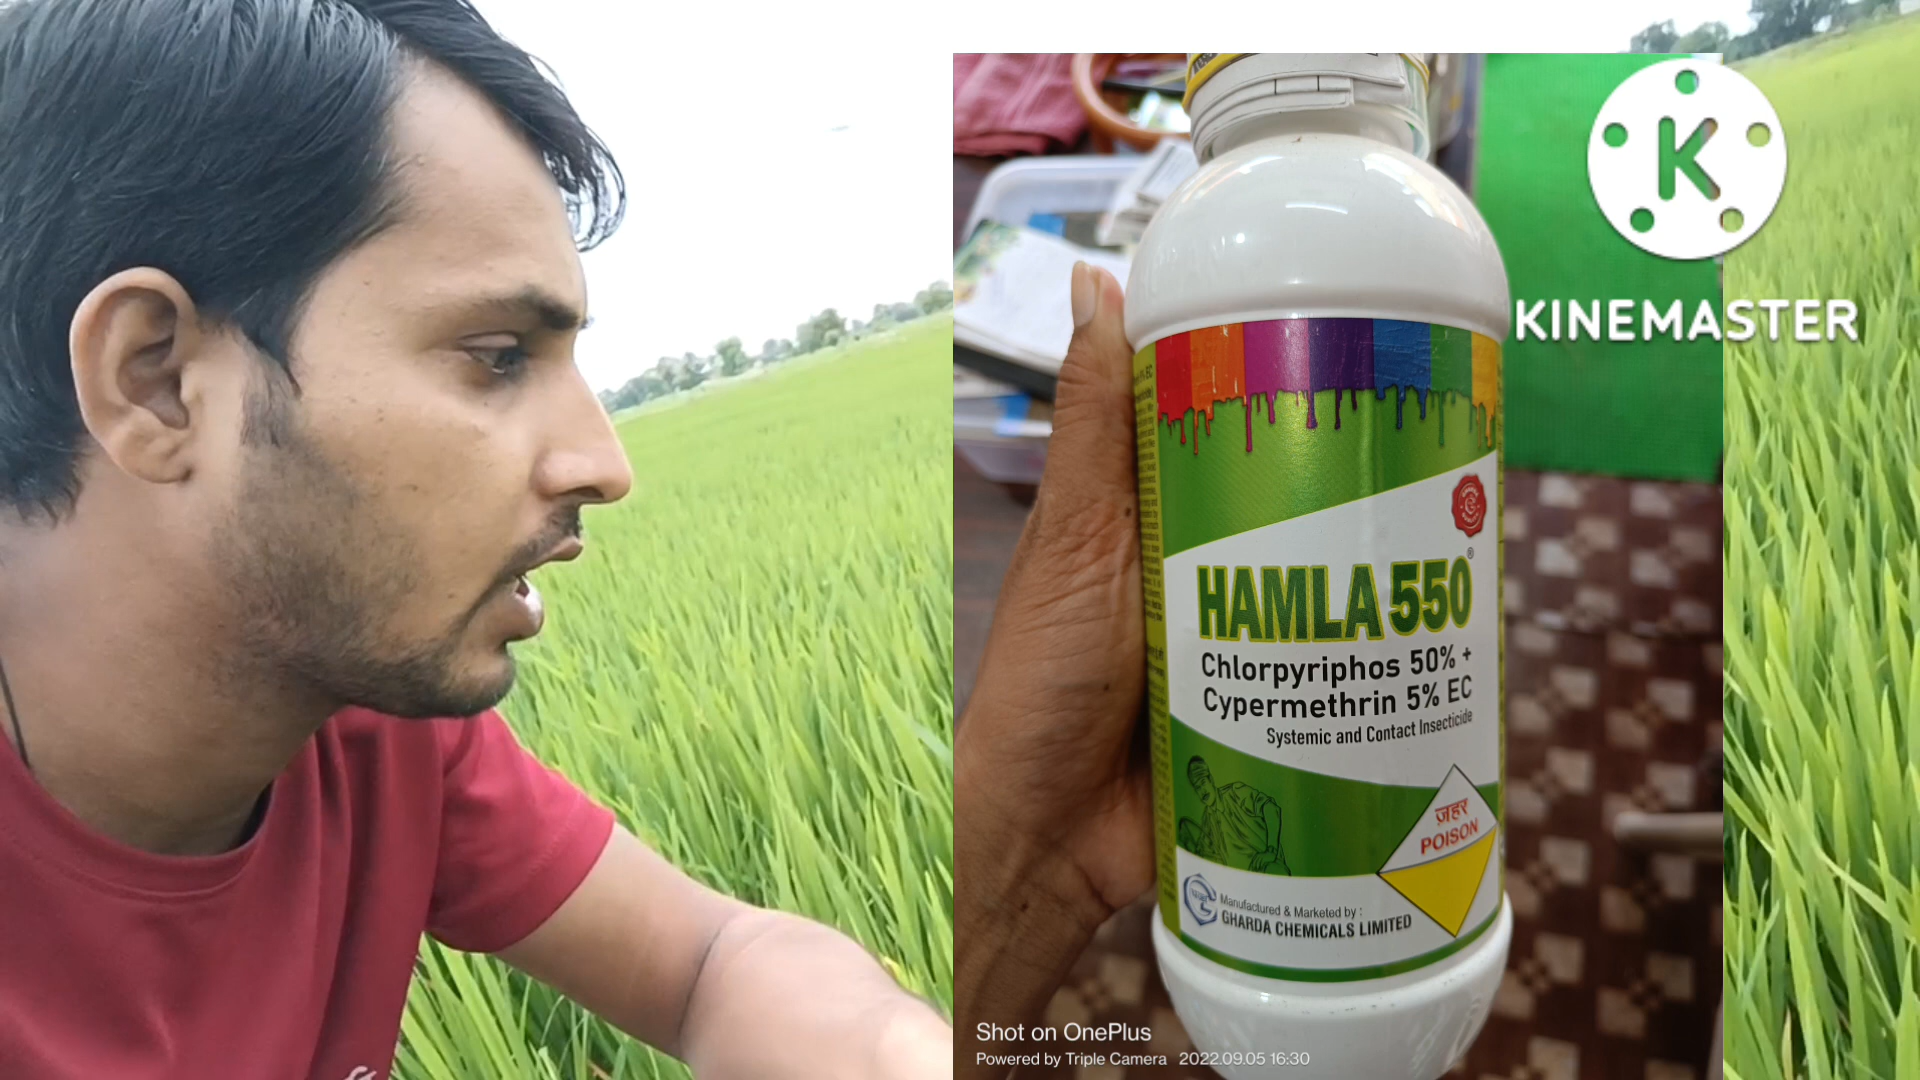 K
KINEMASTER
HAMLA 550®
Chlorpyriphos 50% +
Cypermethrin 5% EC
Systemic and Contact Insecticide
ज़हर
POISON
Manufactured & Marketed by :
GHARDA CHEMICALS LIMITED
Shot on OnePlus
Powered by Triple Camera 2022.09.05 16:30